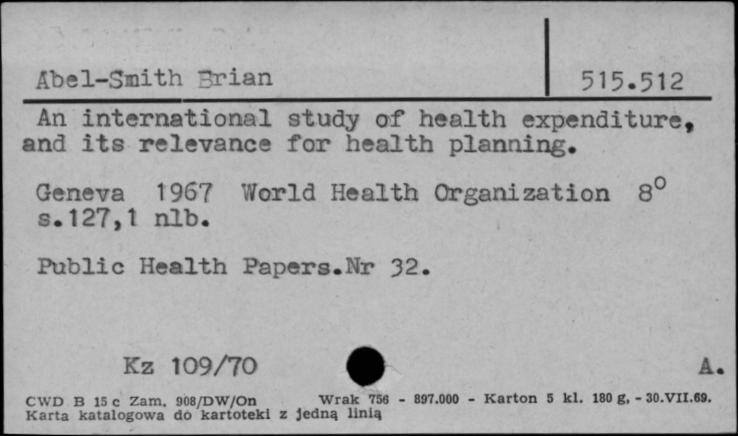 Abel-Smith Brian 515.512
An international study of health expenditure,
and its relevance for health planning.
Geneva 1967 World Health Organization 8°
s.127,1 nlb.
Public Health Papers.Nr 32.
Kz 109/70 A.
CWD B 15 c Zam. 908/DW/On Wrak 756 - 897.000 - Karton 5 kl. 180 g. - 30.VII.69.
Karta katalogowa do kartoteki z jedną linią